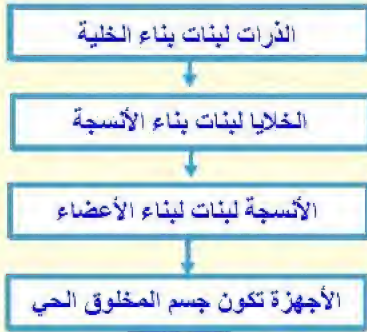 الذرات لبنات بناء الخلية
الخلايا لبنات بناء الأنسجة
الأنسجة لبنات لبناء الأعضاء
الأجهزة تكون جسم المخلوق الحي